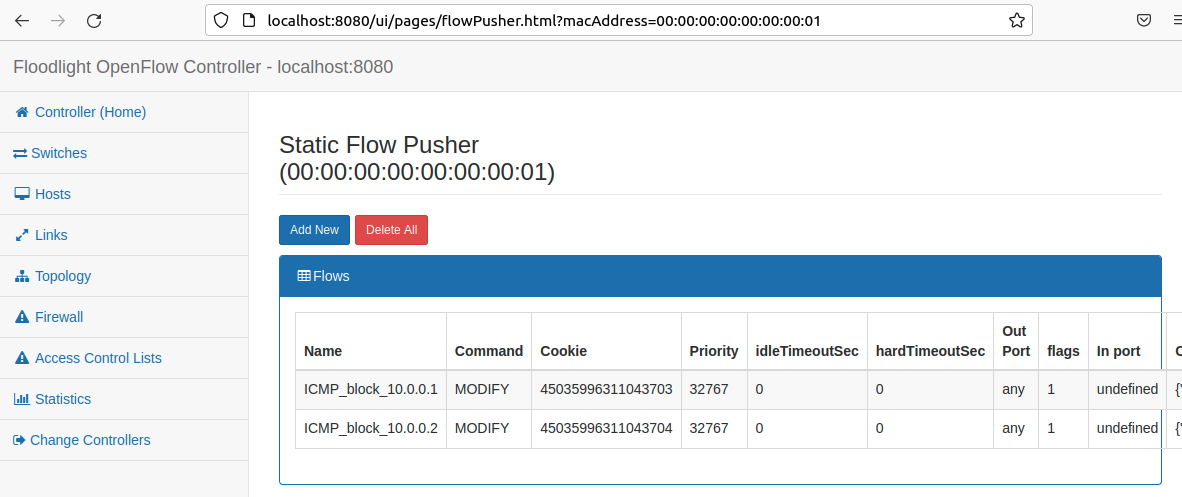 localhost:8080/ui/pages/flowPusher.html?macAddress=00:00:00:00:00:00:00:01
Floodlight OpenFlow Controller - localhost:8080
Controller (Home)
Switches
Hosts
Links
Topology
Firewall
Access Control Lists
Statistics
Change Controllers
Static Flow Pusher
(00:00:00:00:00:00:00:01)
Add New Delete All
Flows
Name Command Cookie Priority idleTimeoutSec hardTimeoutSec Out Port flags In port
ICMP_block_10.0.0.1 MODIFY 45035996311043703 32767 0 0 any 1 undefined
ICMP_block_10.0.0.2 MODIFY 45035996311043704 32767 0 0 any 1 undefined